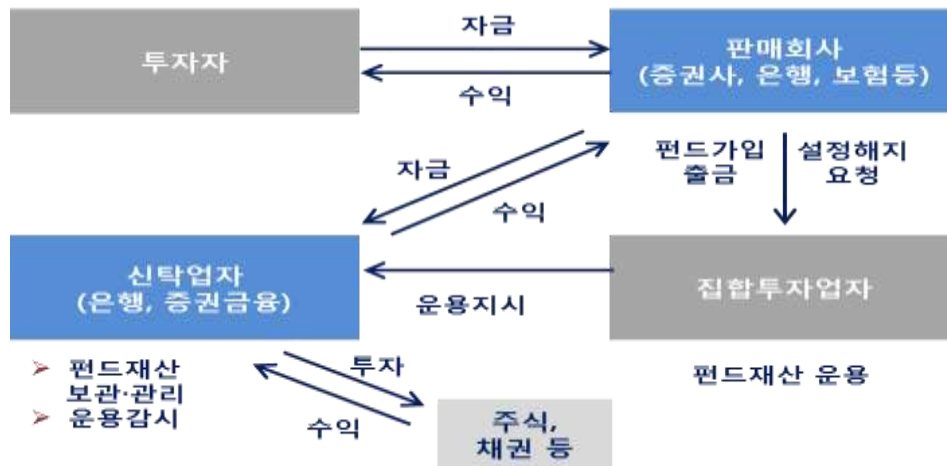 자금
투자자
판매회사
(증권사, 은행, 보험등)
수익
자금
수익
펀드가입
출금
설정해지
요청
신탁업자
(은행, 증권금융)
운용지시
집합투자업자
펀드재산
보관·관리
운용감시
투자
수익
주식,
채권 등
펀드재산 운용